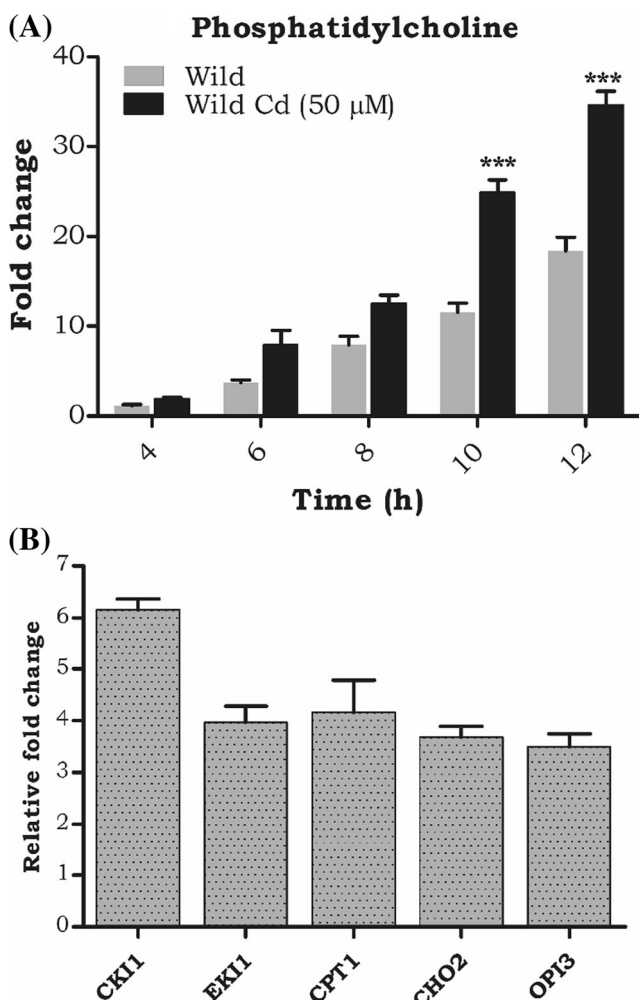 (A) Phosphatidylcholine
40
30
20
10
0
Fold change
Wild
Wild Cd (50 µM)
***
***
4 6 8 10 12
Time (h)
(B)
7
6
5
4
3
2
1
0
Relative fold change
CKI1 EKI1 CPT1 CHO2 OPI3